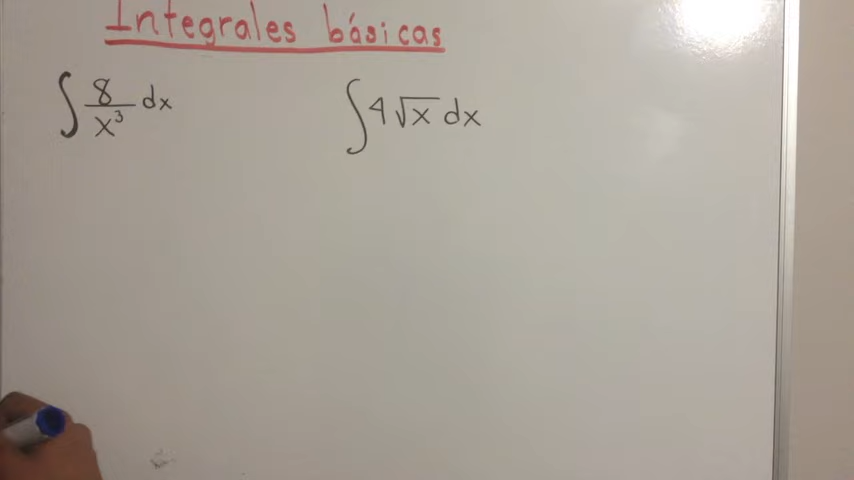 Integrales básicas
∫ 8/x³ dx
∫ 4√x dx